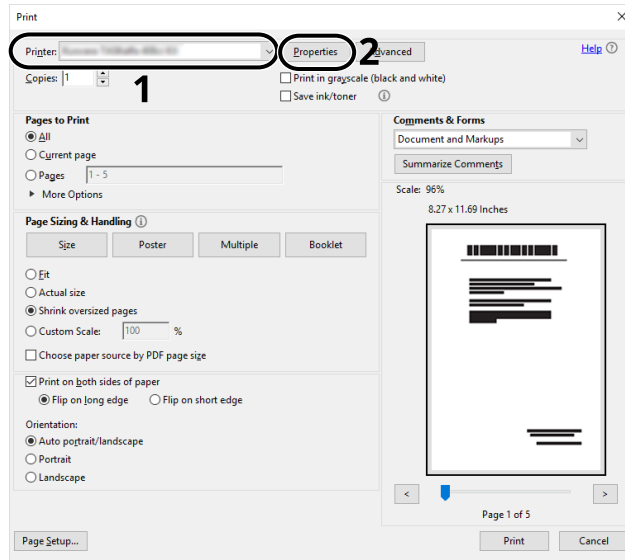 Print
Printer: Properties Advanced Help
2
Copies: 1
1
Print in grayscale (black and white)
Save ink/toner
Pages to Print
All
Current page
Pages 1 - 5
More Options
Page Sizing & Handling
Size Poster Multiple Booklet
Fit
Actual size
Shrink oversized pages
Custom Scale: 100 %
Choose paper source by PDF page size
Print on both sides of paper
Flip on long edge Flip on short edge
Orientation:
Auto portrait/landscape
Portrait
Landscape
Comments & Forms
Document and Markups
Summarize Comments
Scale: 96%
8.27 x 11.69 Inches
< >
Page 1 of 5
Page Setup... Print Cancel